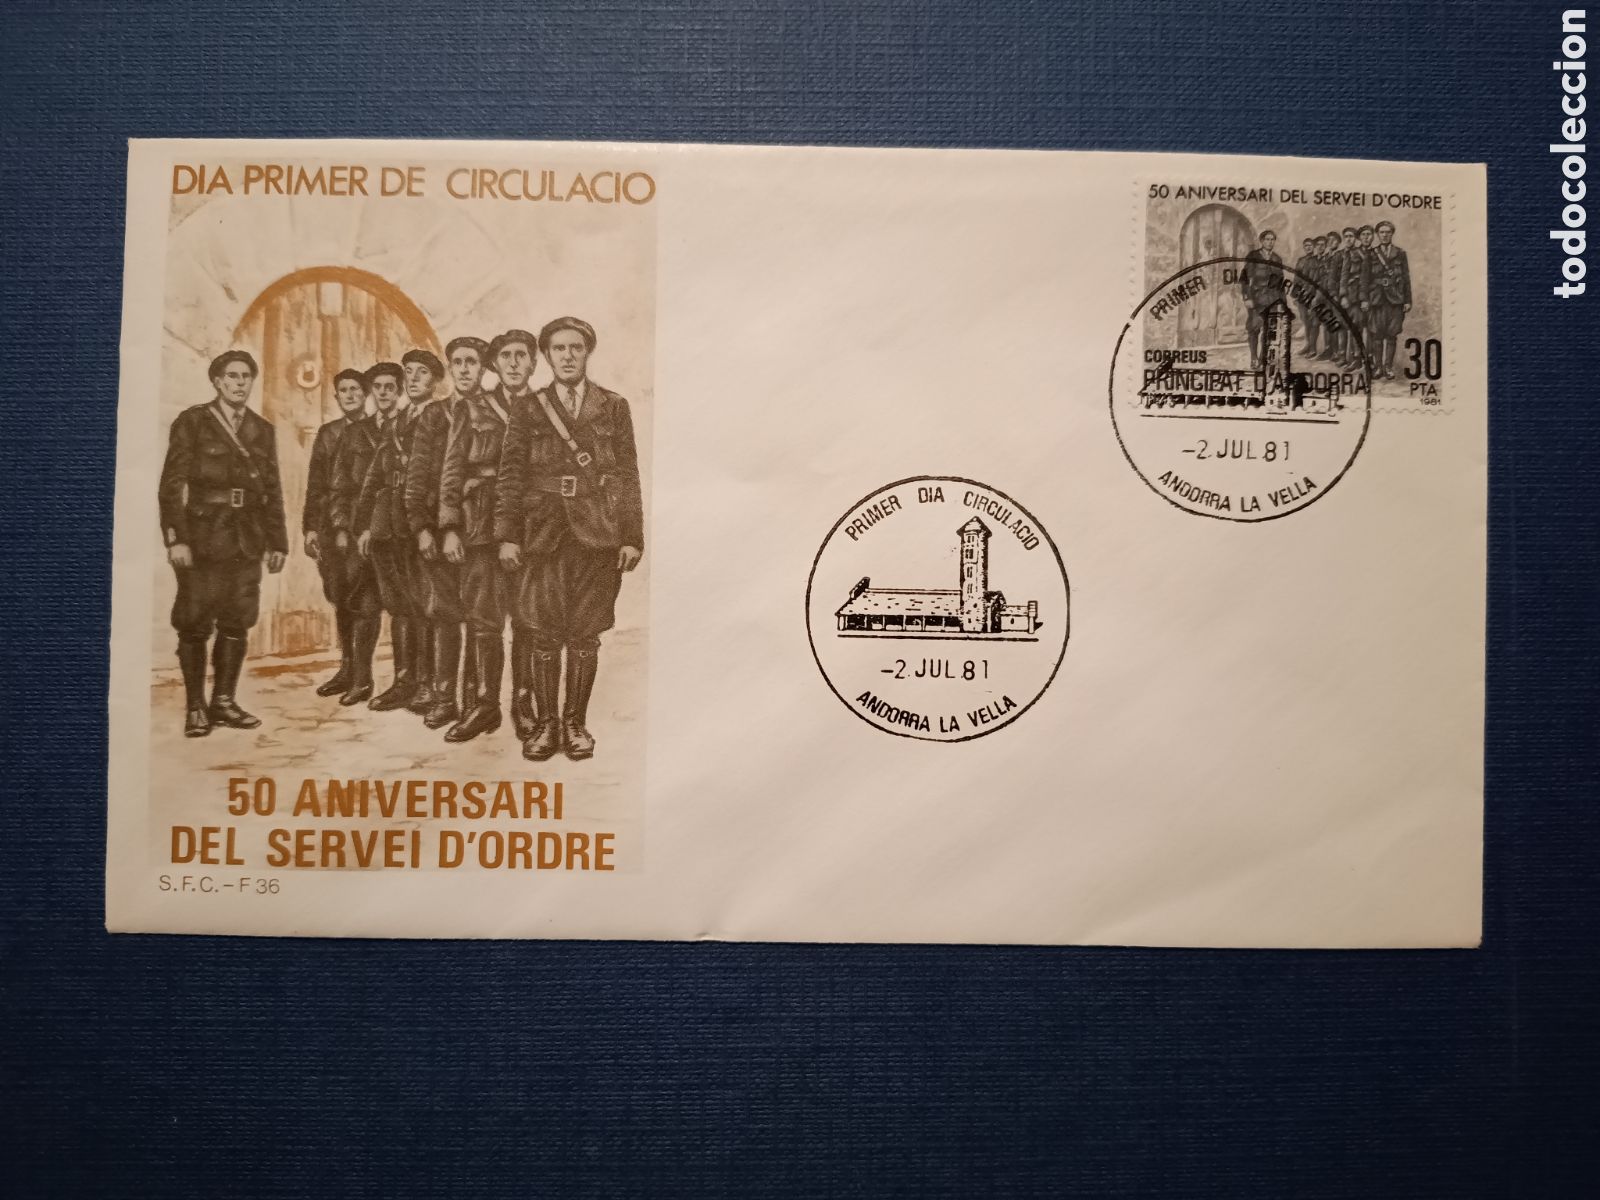 DIA PRIMER DE CIRCULACIO
50 ANIVERSARI
DEL SERVEI D'ORDRE
S.F.C.-F 36
50 ANIVERSARI DEL SERVEI D'ORDRE
CORREUS
PRINCIPAT D'ANDORRA
30
PTA
1981
PRIMER DIA CIRCULACIO
-2.JUL.81
ANDORRA LA VELLA
PRIMER DIA CIRCULACIO
-2.JUL.81
ANDORRA LA VELLA
todocoleccion